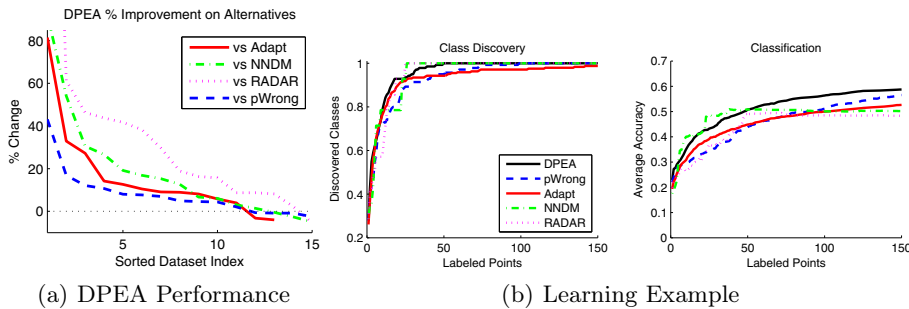 DPEA % Improvement on Alternatives
80
60
40
20
0
% Change
vs Adapt
vs NNDM
vs RADAR
vs pWrong
5
10
15
Sorted Dataset Index
(a) DPEA Performance
Class Discovery
1
0.8
0.6
0.4
0.2
Discovered Classes
DPEA
pWrong
Adapt
NNDM
RADAR
0
50
100
150
Labeled Points
Classification
0.7
0.6
0.5
0.4
0.3
0.2
0.1
0
Average Accuracy
0
50
100
150
Labeled Points
(b) Learning Example